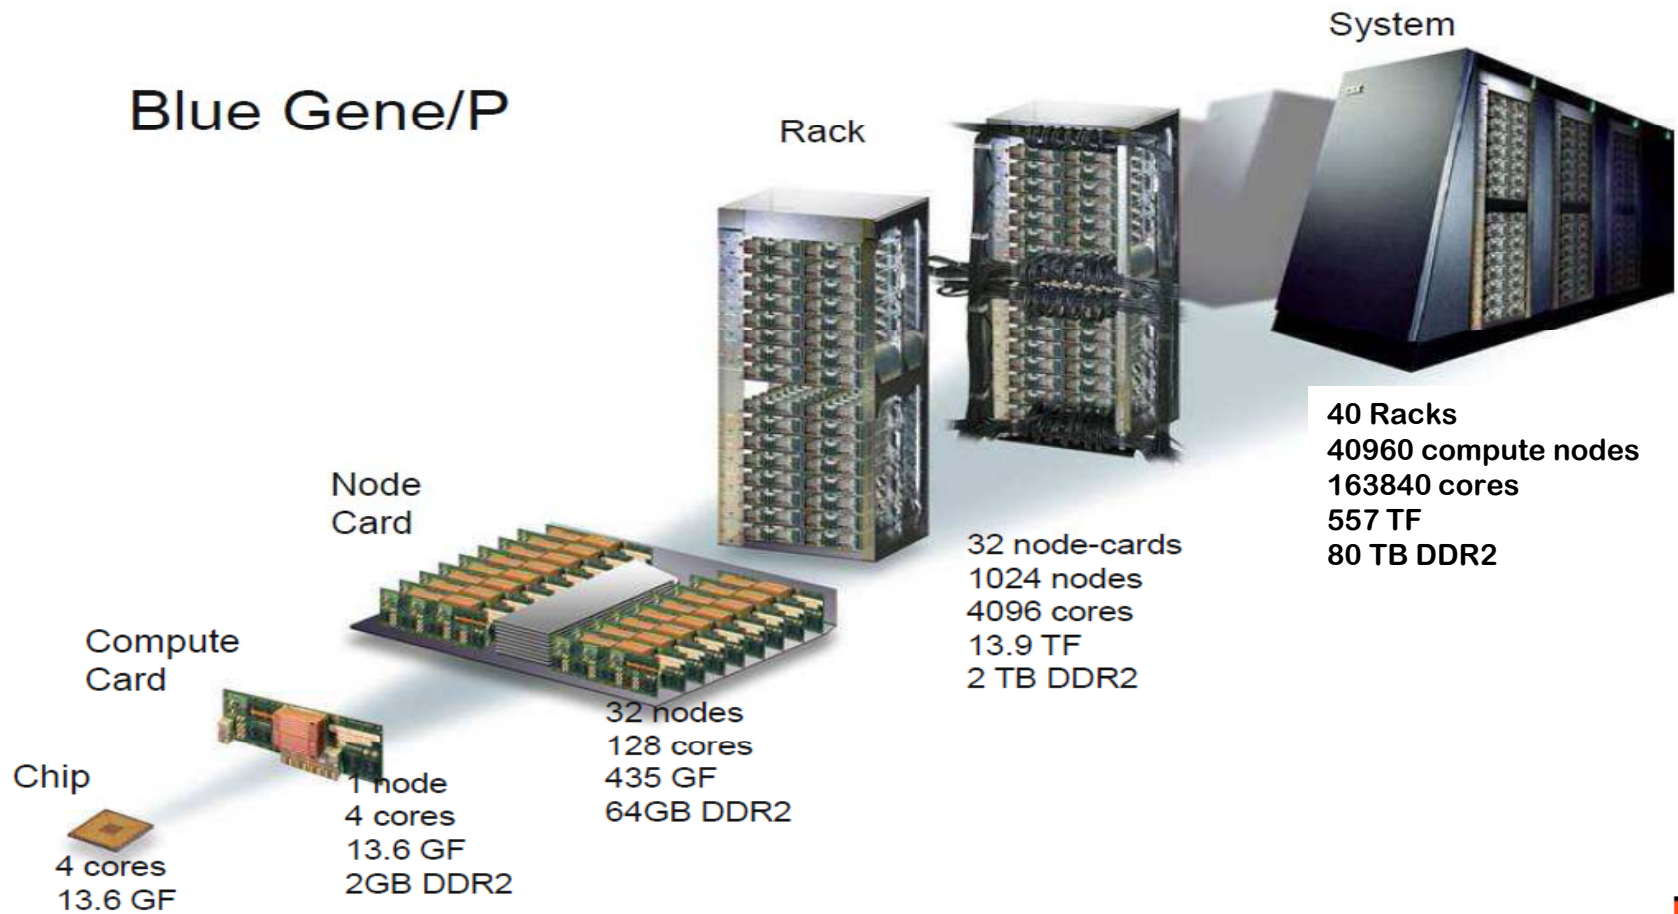 Blue Gene/P
System
40 Racks
40960 compute nodes
163840 cores
557 TF
80 TB DDR2
Rack
32 node-cards
1024 nodes
4096 cores
13.9 TF
2 TB DDR2
Node
Card
32 nodes
128 cores
435 GF
64GB DDR2
Compute
Card
1 node
4 cores
13.6 GF
2GB DDR2
Chip
4 cores
13.6 GF